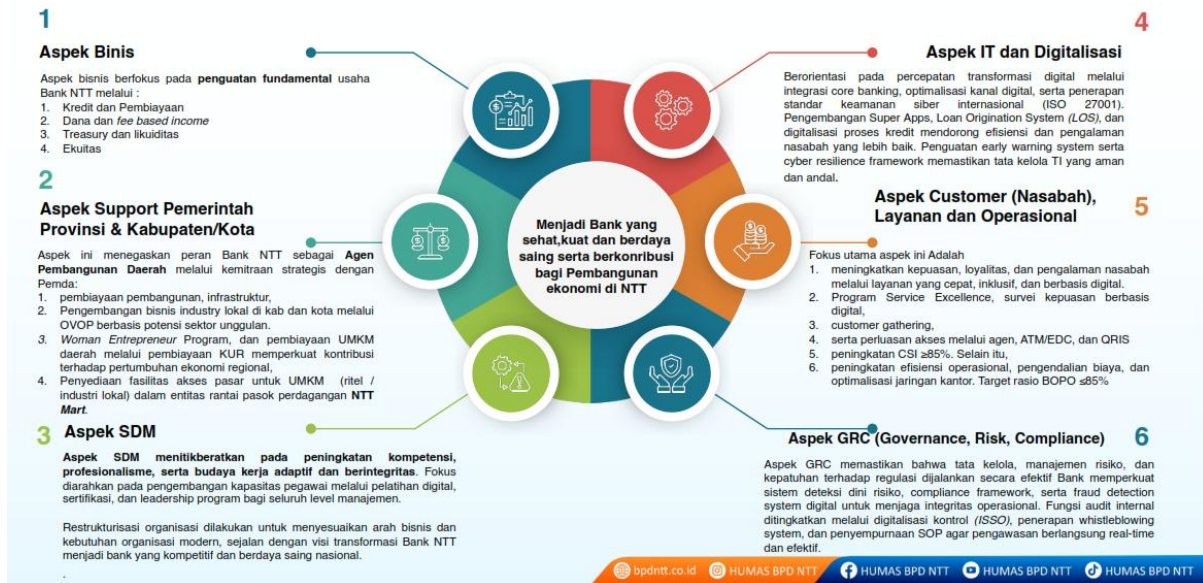 1
Aspek Binis
Aspek bisnis berfokus pada penguatan fundamental usaha
Bank NTT melalui :
1. Kredit dan Pembiayaan
2. Dana dan fee based income
3. Treasury dan likuiditas
4. Ekuitas
2
Aspek Support Pemerintah
Provinsi & Kabupaten/Kota
Aspek ini menegaskan peran Bank NTT sebagai Agen
Pembangunan Daerah melalui kemitraan strategis dengan
Pemda:
1. pembiayaan pembangunan, infrastruktur,
2. Pengembangan bisnis industry lokal di kab dan kota melalui
OVOP berbasis potensi sektor unggulan.
3. Woman Entrepreneur Program, dan pembiayaan UMKM
daerah melalui pembiayaan KUR memperkuat kontribusi
terhadap pertumbuhan ekonomi regional,
4. Penyediaan fasilitas akses pasar untuk UMKM (ritel /
industri lokal) dalam entitas rantai pasok perdagangan NTT
Mart.
3 Aspek SDM
Aspek SDM menitikberatkan pada peningkatan kompetensi,
profesionalisme, serta budaya kerja adaptif dan berintegritas. Fokus
diarahkan pada pengembangan kapasitas pegawai melalui pelatihan digital,
sertifikasi, dan leadership program bagi seluruh level manajemen.
Restrukturisasi organisasi dilakukan untuk menyesuaikan arah bisnis dan
kebutuhan organisasi modern, sejalan dengan visi transformasi Bank NTT
menjadi bank yang kompetitif dan berdaya saing nasional.
.
Menjadi Bank yang
sehat,kuat dan berdaya
saing serta berkonribusi
bagi Pembangunan
ekonomi di NTT
4
Aspek IT dan Digitalisasi
Berorientasi pada percepatan transformasi digital melalui
integrasi core banking, optimalisasi kanal digital, serta penerapan
standar keamanan siber internasional (ISO 27001).
Pengembangan Super Apps, Loan Origination System (LOS), dan
digitalisasi proses kredit mendorong efisiensi dan pengalaman
nasabah yang lebih baik. Penguatan early warning system serta
cyber resilience framework memastikan tata kelola TI yang aman
dan andal.
Aspek Customer (Nasabah),
Layanan dan Operasional
5
Fokus utama aspek ini Adalah
1. meningkatkan kepuasan, loyalitas, dan pengalaman nasabah
melalui layanan yang cepat, inklusif, dan berbasis digital.
2. Program Service Excellence, survei kepuasan berbasis
digital,
3. customer gathering,
4. serta perluasan akses melalui agen, ATM/EDC, dan QRIS
5. peningkatan CSI ≥85%. Selain itu,
6. peningkatan efisiensi operasional, pengendalian biaya, dan
optimalisasi jaringan kantor. Target rasio BOPO ≤85%
Aspek GRC (Governance, Risk, Compliance) 6
Aspek GRC memastikan bahwa tata kelola, manajemen risiko, dan
kepatuhan terhadap regulasi dijalankan secara efektif Bank memperkuat
sistem deteksi dini risiko, compliance framework, serta fraud detection
system digital untuk menjaga integritas operasional. Fungsi audit internal
ditingkatkan melalui digitalisasi kontrol (ISSO), penerapan whistleblowing
system, dan penyempurnaan SOP agar pengawasan berlangsung real-time
dan efektif.
bpdntt.co.id HUMAS BPD NTT HUMAS BPD NTT HUMAS BPD NTT HUMAS BPD NTT